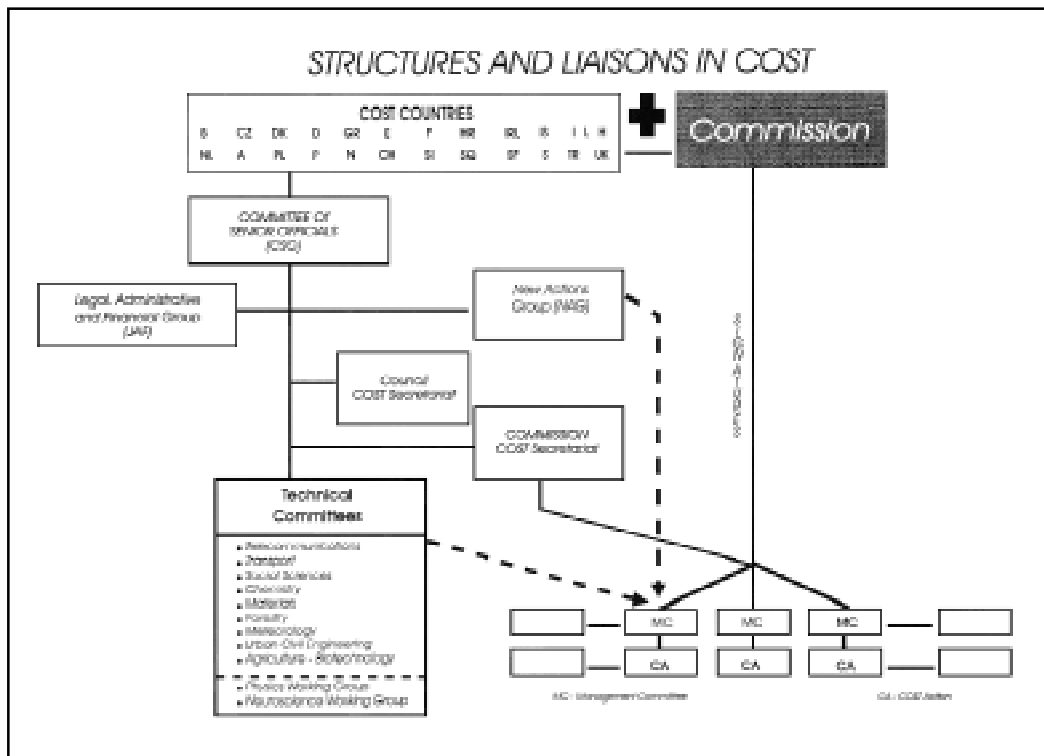 STRUCTURES AND LIAISONS IN COST
COST COUNTRIES
CZ DK D GR E HR IRL
NL A PL S TR UK
Commission
COMMITTEE OF
SENIOR OFFICIALS
(CSO)
Legal, Administrative
and Financial Group
(JAF)
New Actions
Group (NAG)
Council
COST Secretariat
COMMISSION
COST Secretariat
Technical
Committees
Telecommunications
Transport
Social Sciences
Chemistry
Materials
Forestry
Meteorology
Urban Civil Engineering
Agriculture - Biotechnology
Physics Working Group
Neuroscience Working Group
MC MC MC
CA CA CA
MC - Management Committee CA - COST Action